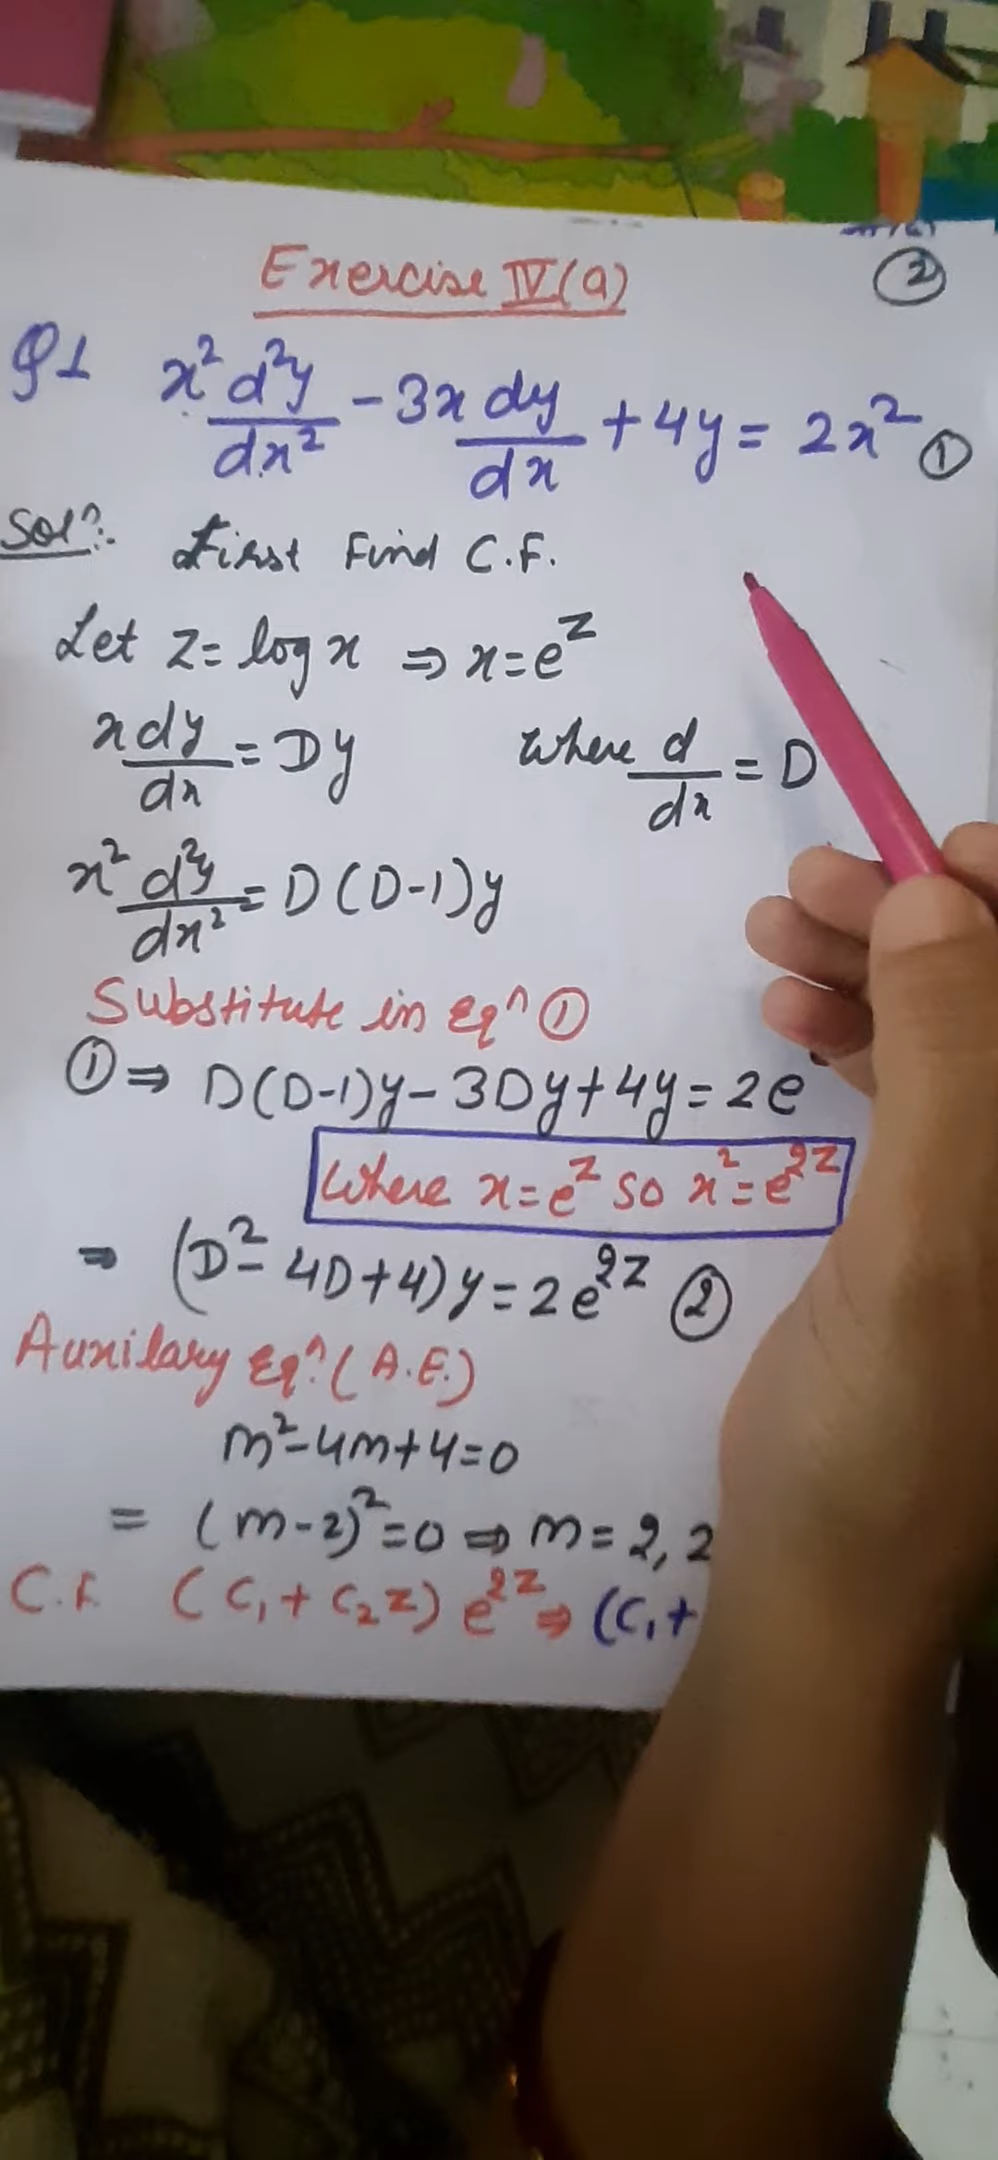 Exercise IV(a)
②
Q1 x² d²y/dx² - 3x dy/dx + 4y = 2x² ①
Solⁿ: First Find C.F.
Let z = log x ⇒ x = e^z
x dy/dx = Dy where d/dx = D
x² d²y/dx² = D(D-1)y
Substitute in Eqⁿ ①
① ⇒ D(D-1)y - 3Dy + 4y = 2e
Where x = e^z so x² = e^2z
⇒ (D² - 4D + 4)y = 2e^2z ②
Auxilary Eqⁿ. (A.E.)
m² - 4m + 4 = 0
= (m-2)² = 0 ⇒ m = 2, 2
C.F. (C₁ + C₂z) e^2z ⇒ (C₁ +